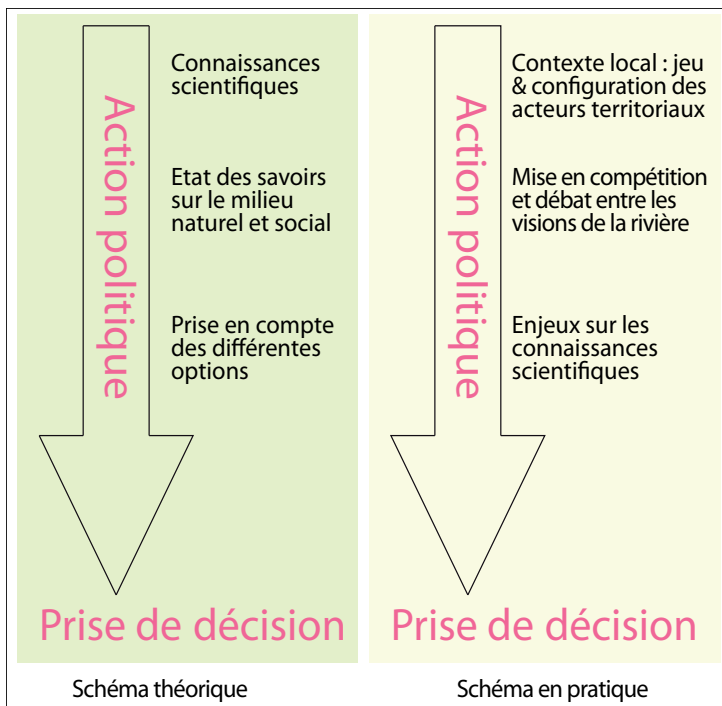 Action politique
Connaissances
scientifiques
Etat des savoirs
sur le milieu
naturel et social
Prise en compte
des différentes
options
Prise de décision
Schéma théorique
Action politique
Contexte local : jeu
& configuration des
acteurs territoriaux
Mise en compétition
et débat entre les
visions de la rivière
Enjeux sur les
connaissances
scientifiques
Prise de décision
Schéma en pratique